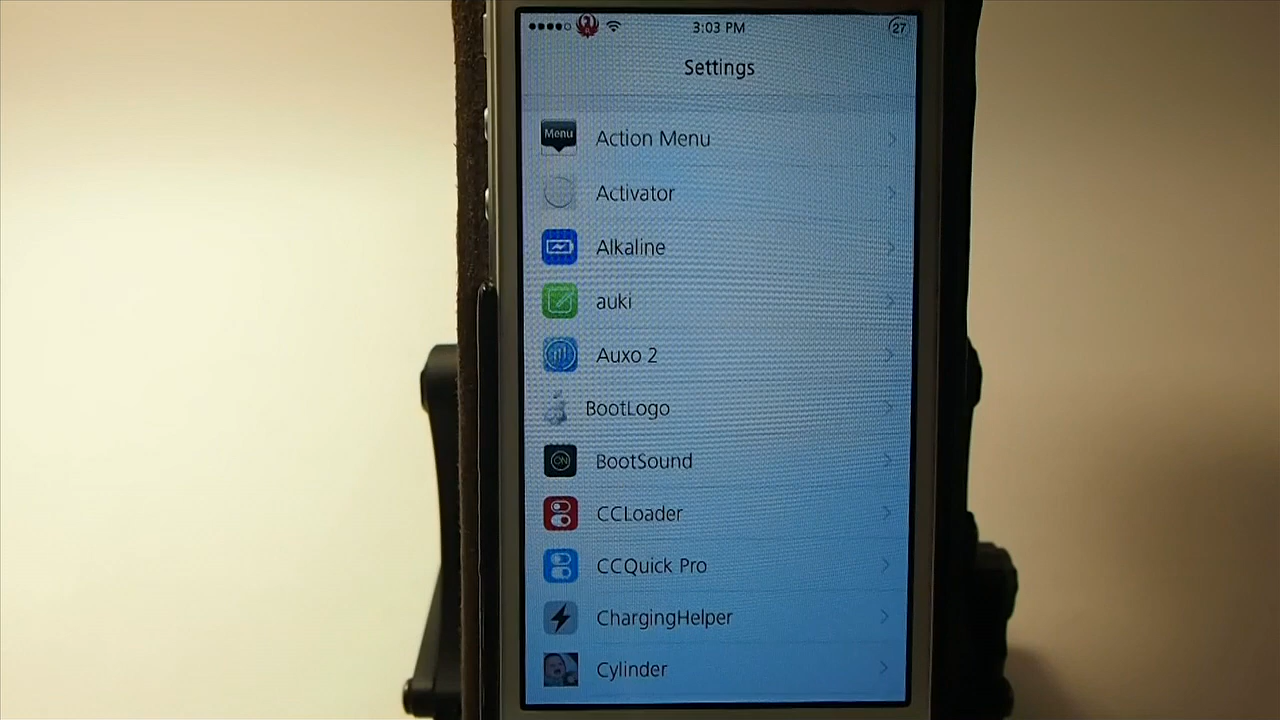 3:03 PM
27
Settings
Menu
Action Menu
Activator
Alkaline
auki
Auxo 2
BootLogo
ON
BootSound
CCLoader
CCQuick Pro
ChargingHelper
Cylinder